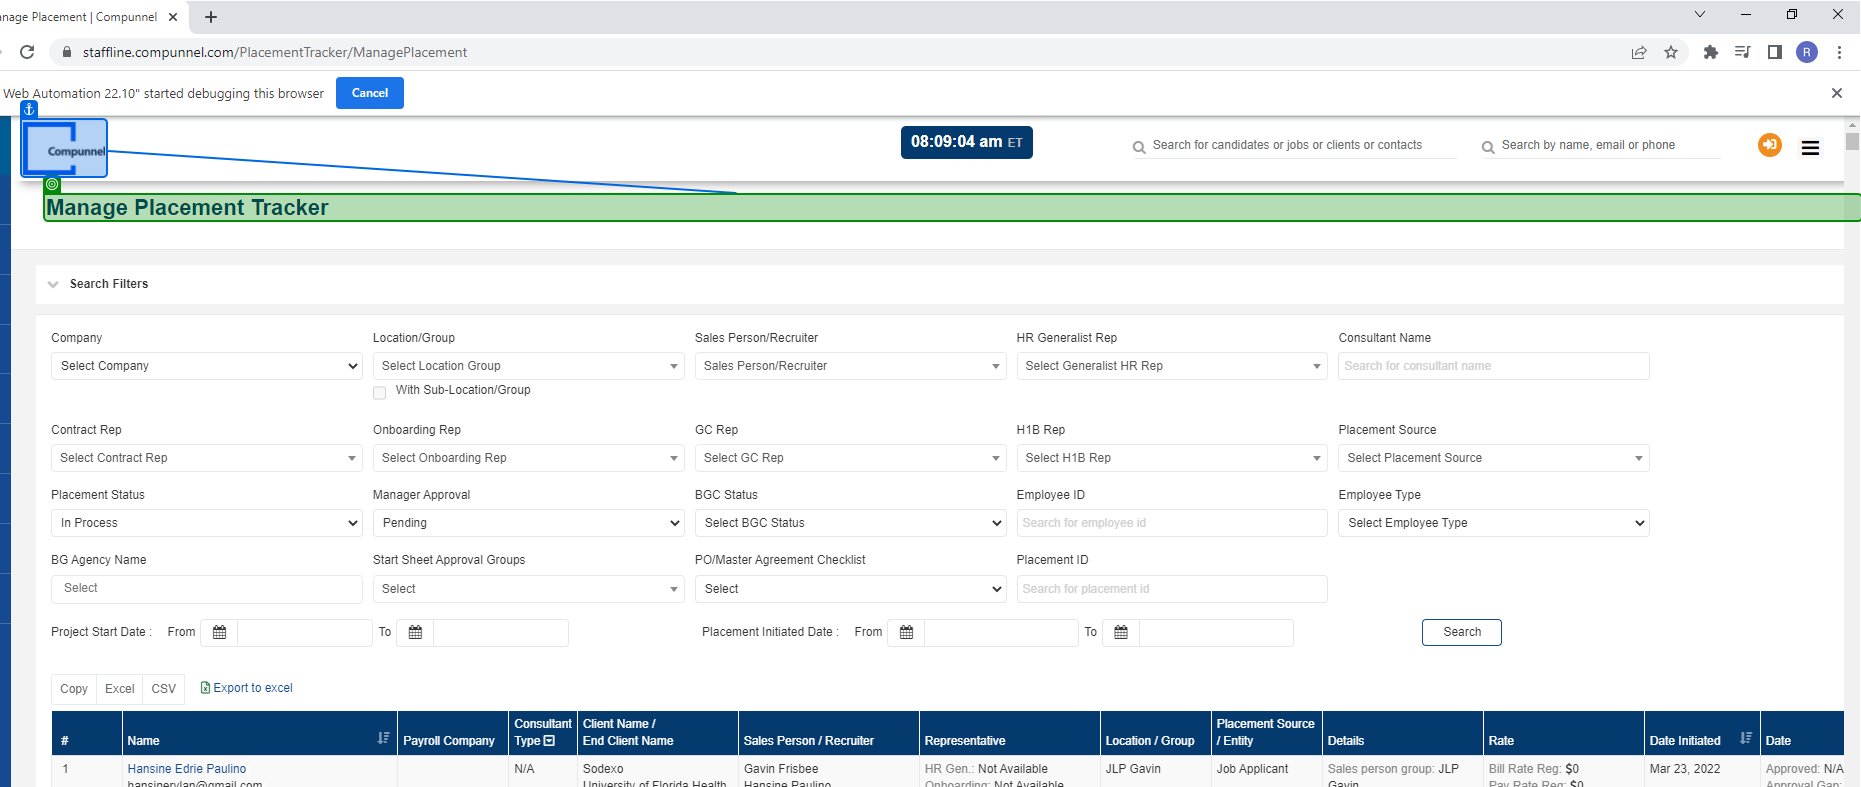 anage Placement | Compunnel
staffline.compunnel.com/PlacementTracker/ManagePlacement
R
Web Automation 22.10" started debugging this browser
Cancel
Compunnel
08:09:04 am ET
Search for candidates or jobs or clients or contacts
Search by name, email or phone
Manage Placement Tracker
Search Filters
Company Location/Group Sales Person/Recruiter HR Generalist Rep Consultant Name
Select Company Select Location Group Sales Person/Recruiter Select Generalist HR Rep Search for consultant name
With Sub-Location/Group
Contract Rep Onboarding Rep GC Rep H1B Rep Placement Source
Select Contract Rep Select Onboarding Rep Select GC Rep Select H1B Rep Select Placement Source
Placement Status Manager Approval BGC Status Employee ID Employee Type
In Process Pending Select BGC Status Search for employee id Select Employee Type
BG Agency Name Start Sheet Approval Groups PO/Master Agreement Checklist Placement ID
Select Select Select Search for placement id
Project Start Date : From To Placement Initiated Date : From To Search
Copy Excel CSV Export to excel
Consultant Client Name / Placement Source
# Name Payroll Company Type End Client Name Sales Person / Recruiter Representative Location / Group / Entity Details Rate Date Initiated Date
1 Hansine Edrie Paulino N/A Sodexo Gavin Frisbee HR Gen.: Not Available JLP Gavin Job Applicant Sales person group: JLP Bill Rate Reg: $0 Mar 23, 2022 Approved: N/A
hansinerylan@gmail.com University of Florida Health Hansine Paulino Onboarding: Not Available Gavin Pay Rate Reg: $0 Approval Gap: